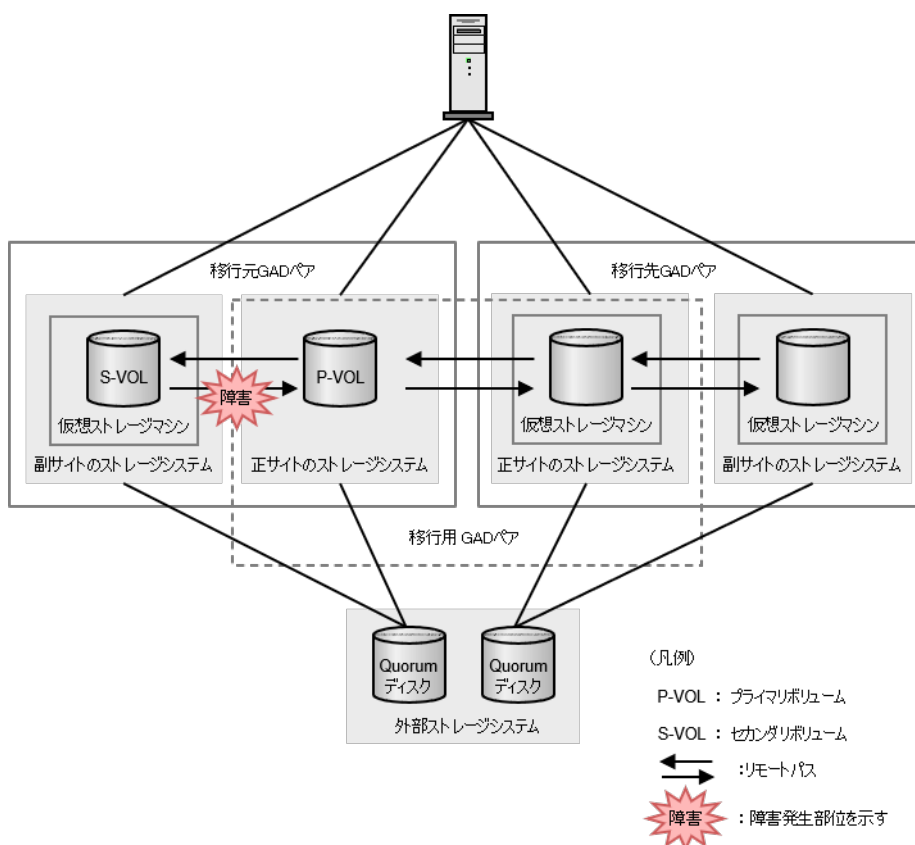 移行元GADペア
移行先GADペア
S-VOL
障害
P-VOL
仮想ストレージマシン
仮想ストレージマシン
仮想ストレージマシン
副サイトのストレージシステム
正サイトのストレージシステム
正サイトのストレージシステム
副サイトのストレージシステム
移行用 GADペア
Quorum
ディスク
Quorum
ディスク
外部ストレージシステム
(凡例)
P-VOL : プライマリボリューム
S-VOL : セカンダリボリューム
:リモートパス
障害 : 障害発生部位を示す